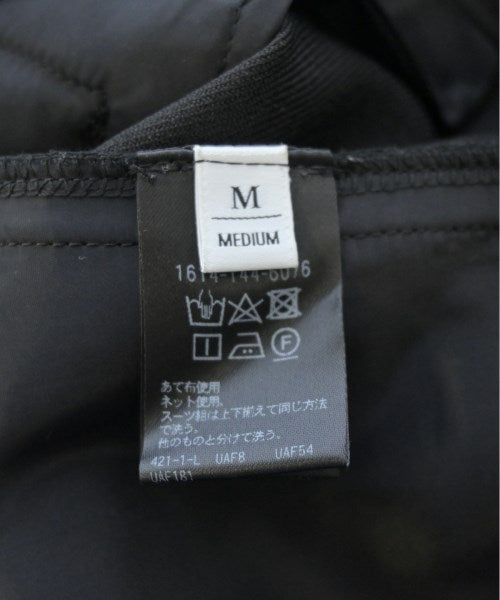 M
MEDIUM
1614-144-6076
F
あて布使用
ネット使用。
スーツ組は上下揃えて同じ方法
で洗う。
他のものと分けて洗う。
421-1-L UAF8 UAF54
UAF181